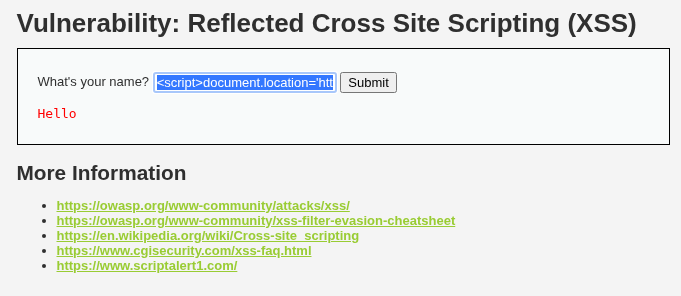 Vulnerability: Reflected Cross Site Scripting (XSS)
What's your name? <script>document.location='htt Submit
Hello
More Information
• https://owasp.org/www-community/attacks/xss/
• https://owasp.org/www-community/xss-filter-evasion-cheatsheet
• https://en.wikipedia.org/wiki/Cross-site_scripting
• https://www.cgisecurity.com/xss-faq.html
• https://www.scriptalert1.com/